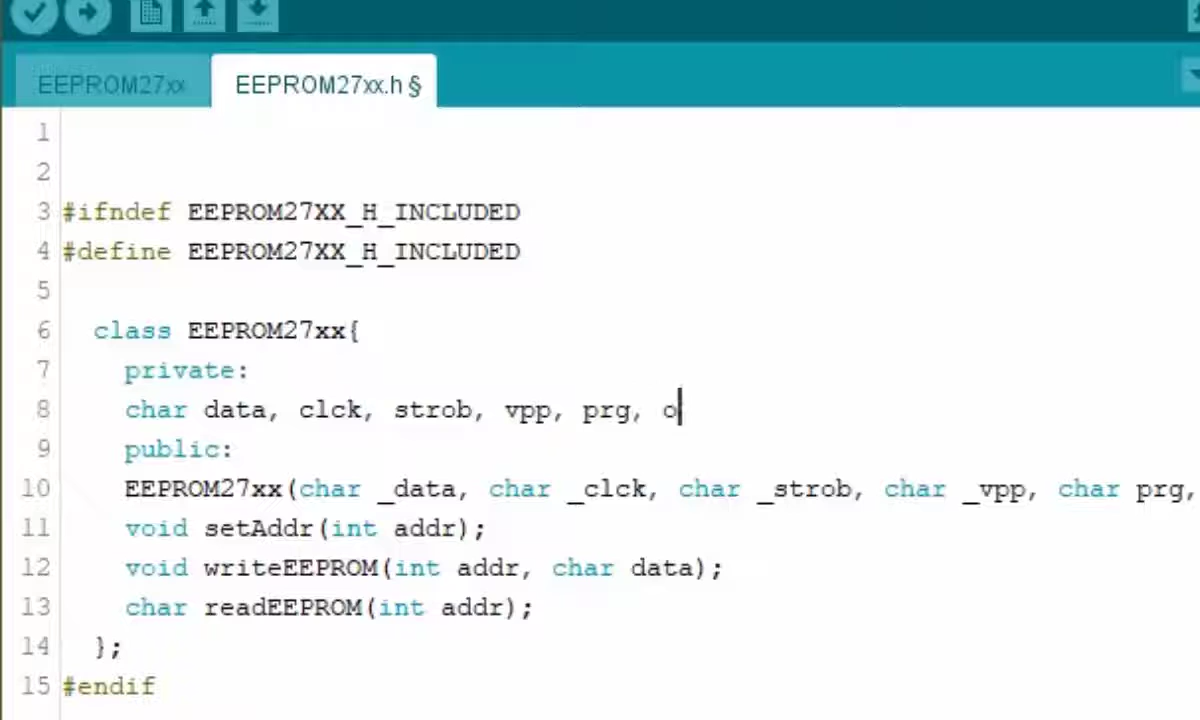 EEPROM27xx
EEPROM27xx.h §
1
2
3 #ifndef EEPROM27XX_H_INCLUDED
4 #define EEPROM27XX_H_INCLUDED
5
6 class EEPROM27xx{
7 private:
8 char data, clck, strob, vpp, prg, o
9 public:
10 EEPROM27xx(char _data, char _clck, char _strob, char _vpp, char prg,
11 void setAddr(int addr);
12 void writeEEPROM(int addr, char data);
13 char readEEPROM(int addr);
14 };
15 #endif